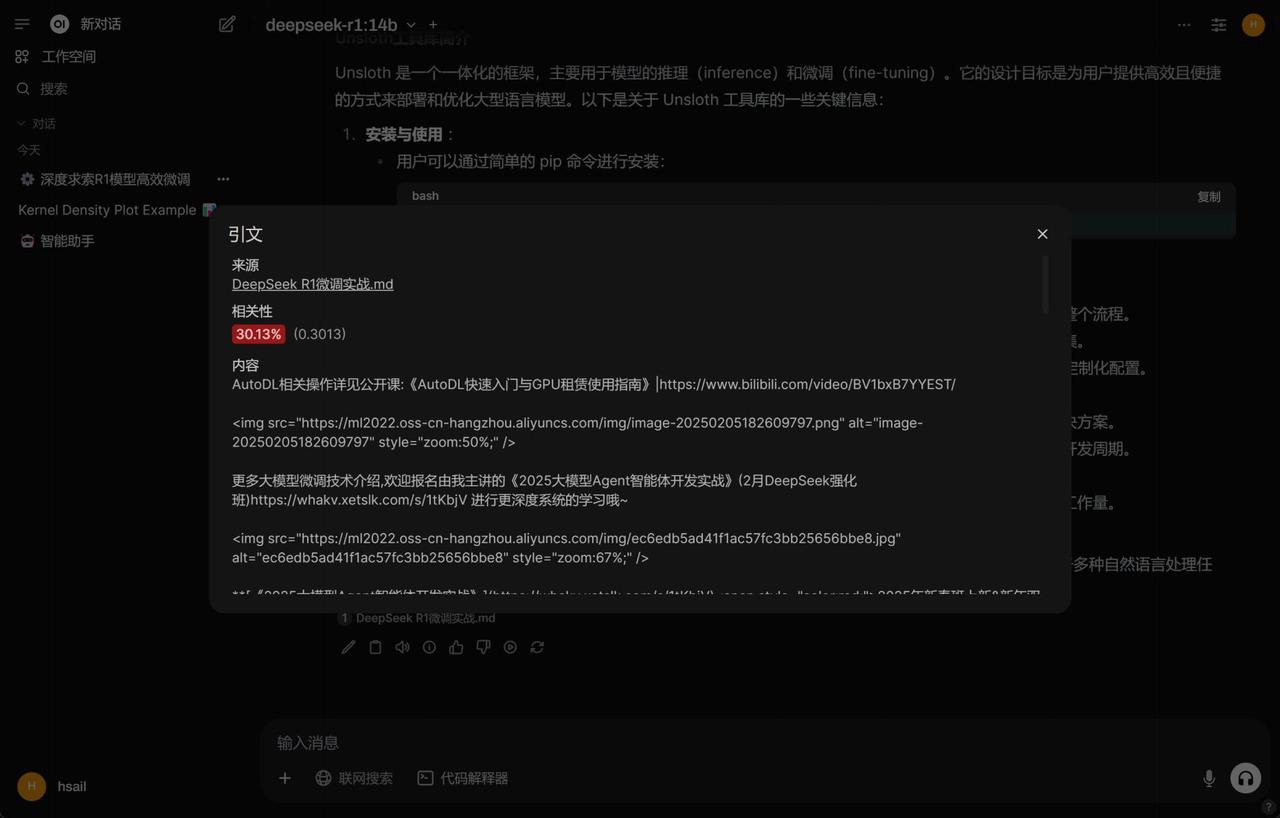 新对话
deepseek-r1:14b
H
工作空间
搜索
对话
今天
深度求索R1模型高效微调
Kernel Density Plot Example
智能助手
Unsloth工具库简介
Unsloth 是一个一体化的框架，主要用于模型的推理（inference）和微调（fine-tuning）。它的设计目标是为用户提供高效且便捷
的方式来部署和优化大型语言模型。以下是关于 Unsloth 工具库的一些关键信息：
1. 安装与使用：
用户可以通过简单的 pip 命令进行安装：
bash
复制
整个流程。
定制化配置。
决方案。
开发周期。
工作量。
多种自然语言处理任
引文
来源
DeepSeek R1微调实战.md
相关性
30.13% (0.3013)
内容
AutoDL相关操作详见公开课:《AutoDL快速入门与GPU租赁使用指南》|https://www.bilibili.com/video/BV1bxB7YYEST/
<img src="https://ml2022.oss-cn-hangzhou.aliyuncs.com/img/image-20250205182609797.png" alt="image-
20250205182609797" style="zoom:50%;" />
更多大模型微调技术介绍,欢迎报名由我主讲的《2025大模型Agent智能体开发实战》(2月DeepSeek强化
班)https://whakv.xetslk.com/s/1tKbjV 进行更深度系统的学习哦~
<img src="https://ml2022.oss-cn-hangzhou.aliyuncs.com/img/ec6edb5ad41f1ac57fc3bb25656bbe8.jpg"
alt="ec6edb5ad41f1ac57fc3bb25656bbe8" style="zoom:67%;" />
1 DeepSeek R1微调实战.md
输入消息
联网搜索
代码解释器
H
hsail
?